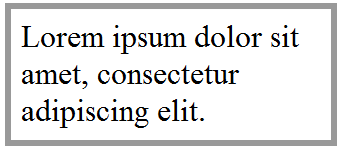 Lorem ipsum dolor sit
amet, consectetur
adipiscing elit.